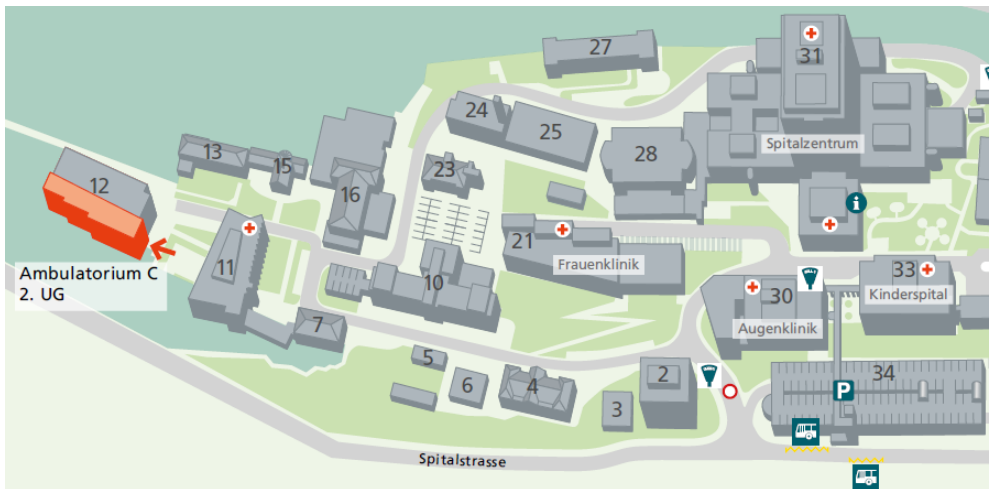 27
31
24
25
Spitalzentrum
28
13
15
23
12
16
i
21
Frauenklinik
11
10
33
Kinderspital
Ambulatorium C
2. UG
30
Augenklinik
7
5
6
4
2
3
34
P
Spitalstrasse